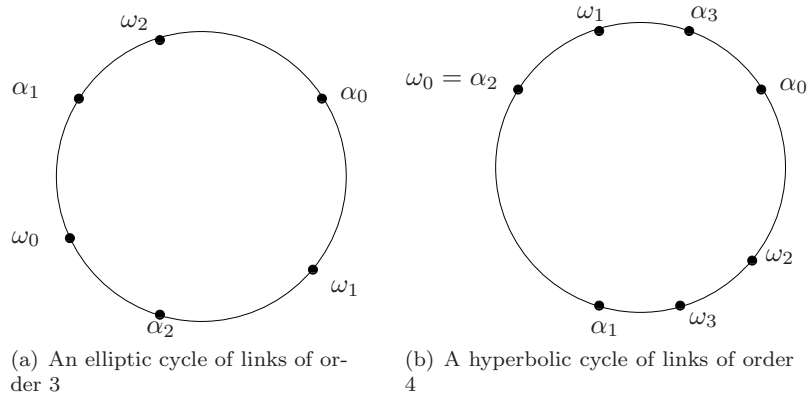 ω₂
α₁
α₀
ω₀
ω₁
α₂
(a) An elliptic cycle of links of or-
der 3
ω₁
α₃
ω₀ = α₂
α₀
ω₂
α₁
ω₃
(b) A hyperbolic cycle of links of order
4